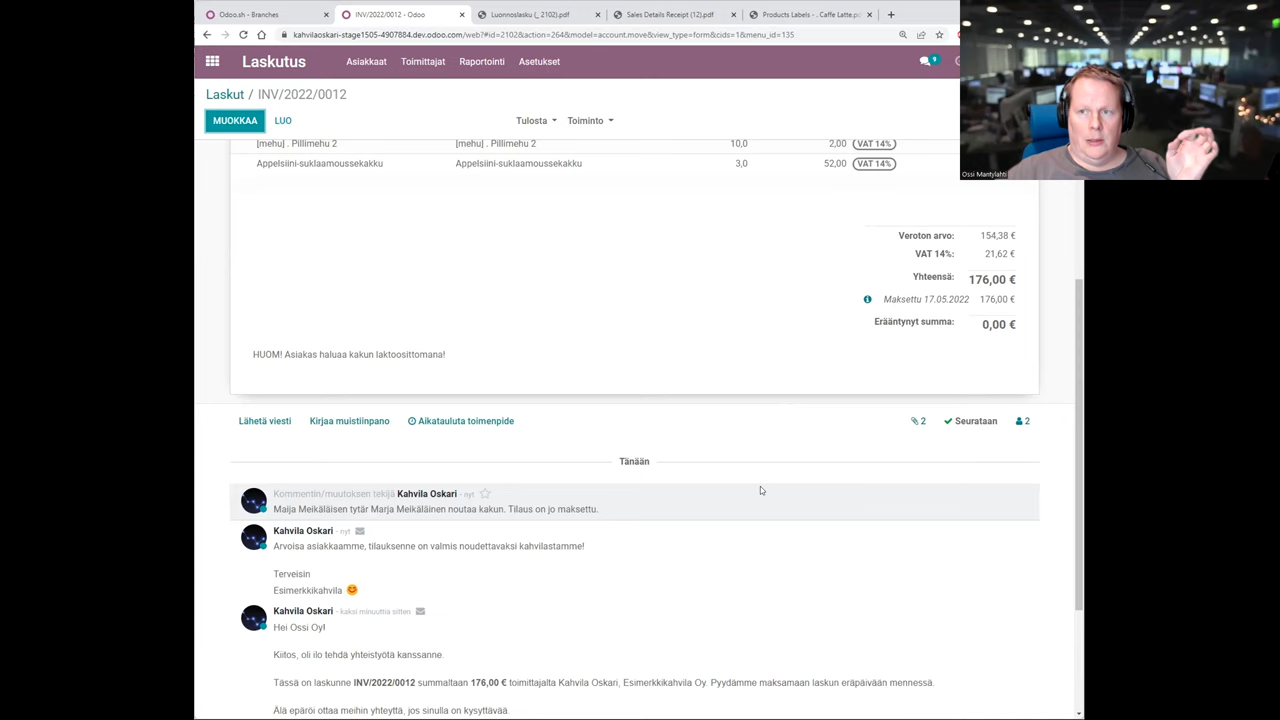 Odoo.sh - Branches
INV/2022/0012 - Odoo
Luonnoslasku (_ 2102).pdf
Sales Details Receipt (12).pdf
Products Labels - . Caffe Latte.p
kahvilaoskari-stage1505-4907884.dev.odoo.com/web?#id=2102&action=264&model=account.move&view_type=form&cids=1&menu_id=135
Laskutus
Asiakkaat
Toimittajat
Raportointi
Asetukset
9
Laskut / INV/2022/0012
MUOKKAA
LUO
Tulosta
Toiminto
Ossi Mantylahti
[mehu] . Pillimehu 2 [mehu] . Pillimehu 2 10,0 2,00 VAT 14%
Appelsiini-suklaamoussekakku Appelsiini-suklaamoussekakku 3,0 52,00 VAT 14%
Veroton arvo: 154,38 €
VAT 14%: 21,62 €
Yhteensä: 176,00 €
Maksettu 17.05.2022 176,00 €
Erääntynyt summa: 0,00 €
HUOM! Asiakas haluaa kakun laktoosittomana!
Lähetä viesti
Kirjaa muistiinpano
Aikatauluta toimenpide
2
Seurataan
2
Tänään
Kommentin/muutoksen tekijä Kahvila Oskari - nyt
Maija Meikäläisen tytär Marja Meikäläinen noutaa kakun. Tilaus on jo maksettu.
Kahvila Oskari - nyt
Arvoisa asiakkaamme, tilauksenne on valmis noudettavaksi kahvilastamme!
Terveisin
Esimerkkikahvila
Kahvila Oskari - kaksi minuuttia sitten
Hei Ossi Oy!
Kiitos, oli ilo tehdä yhteistyötä kanssanne.
Tässä on laskunne INV/2022/0012 summaltaan 176,00 € toimittajalta Kahvila Oskari, Esimerkkikahvila Oy. Pyydämme maksamaan laskun eräpäivään mennessä.
Älä epäröi ottaa meihin yhteyttä, jos sinulla on kysyttävää.